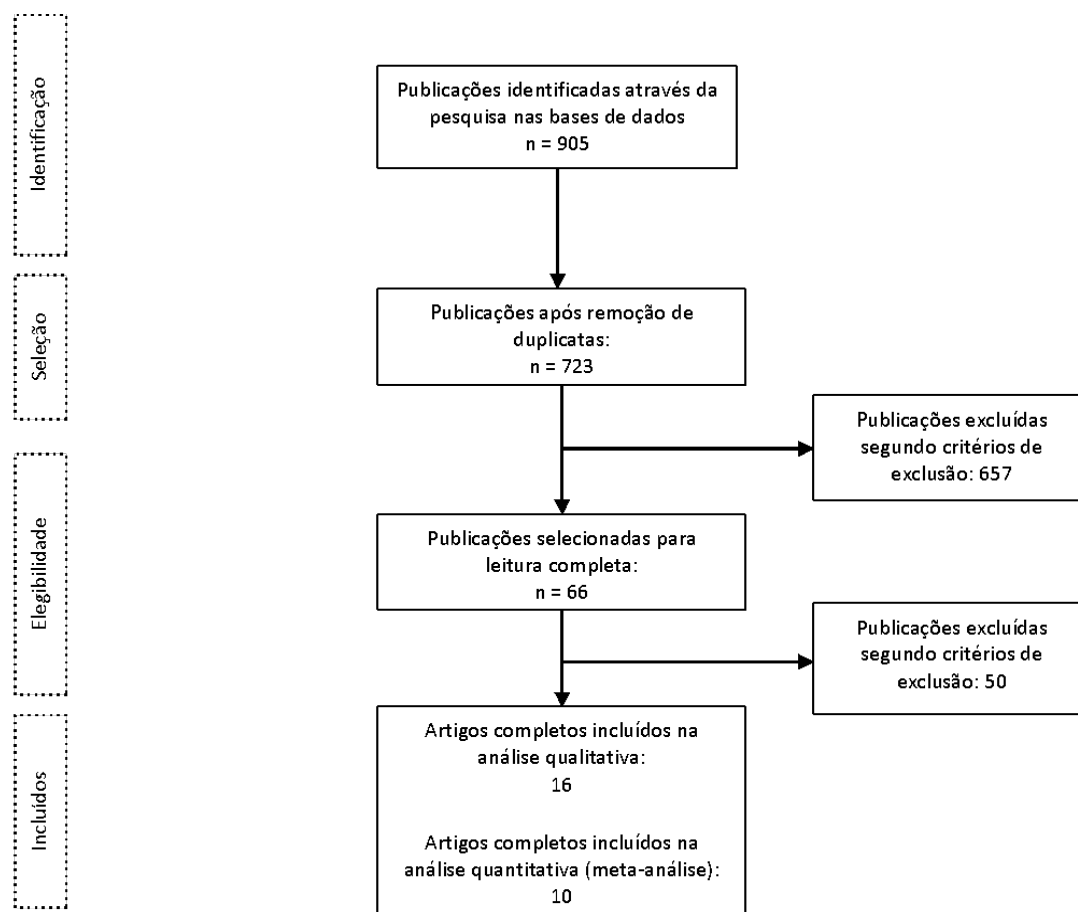 Identificação
Publicações identificadas através da
pesquisa nas bases de dados
n = 905
Seleção
Publicações após remoção de
duplicatas:
n = 723
Publicações excluídas
segundo critérios de
exclusão: 657
Elegibilidade
Publicações selecionadas para
leitura completa:
n = 66
Publicações excluídas
segundo critérios de
exclusão: 50
Incluídos
Artigos completos incluídos na
análise qualitativa:
16
Artigos completos incluídos na
análise quantitativa (meta-análise):
10